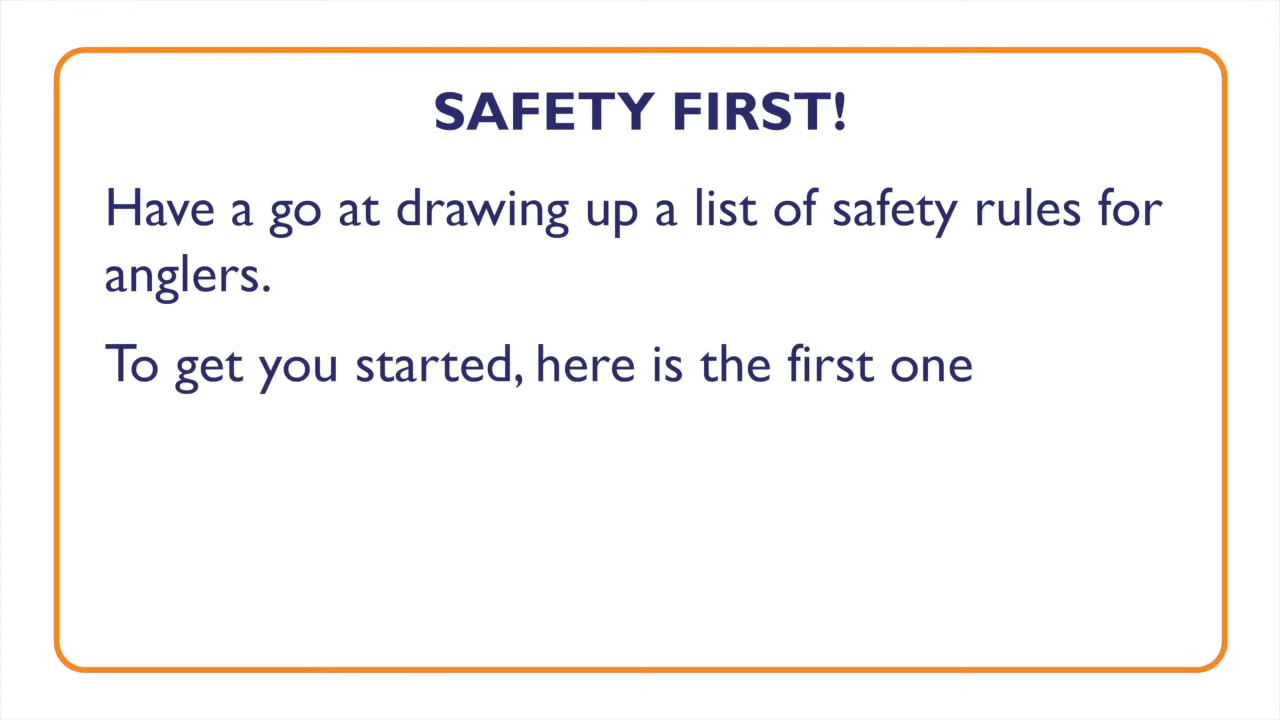 SAFETY FIRST!
Have a go at drawing up a list of safety rules for
anglers.
To get you started, here is the first one